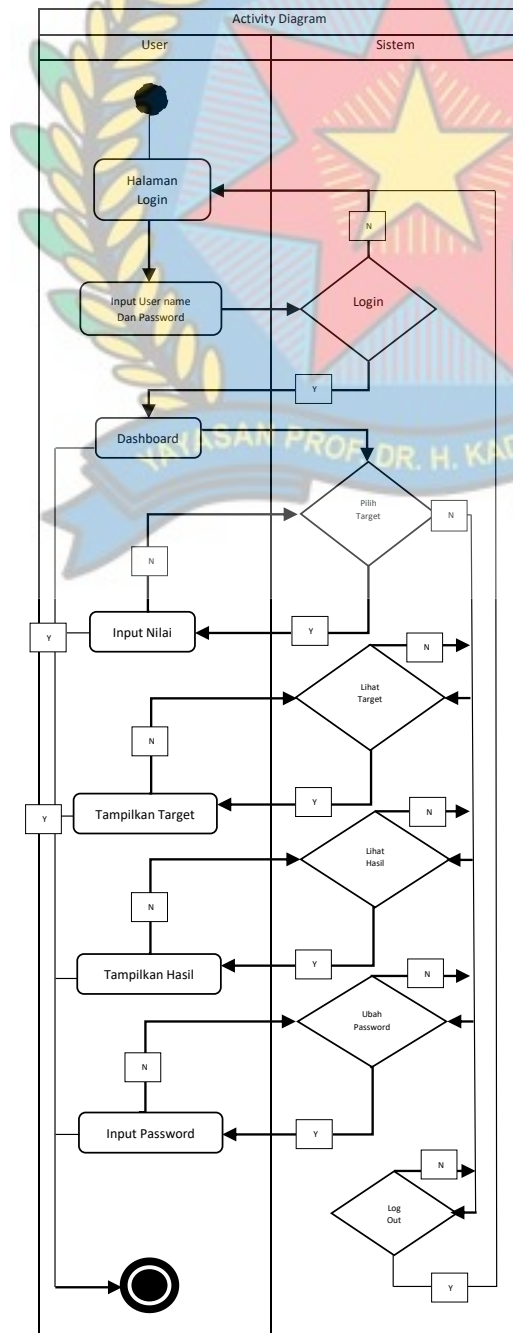 Activity Diagram
User
Sistem
Halaman
Login
N
Input User name
Dan Password
Login
Y
Dashboard
YAYASAN PROF. DR. H. KAD
Pilih
Target
N
N
Input Nilai
Y
Y
N
Lihat
Target
N
Tampilkan Target
Y
Y
N
Lihat
Hasil
N
Tampilkan Hasil
Y
N
Ubah
Password
N
Input Password
Y
N
Log
Out
Y